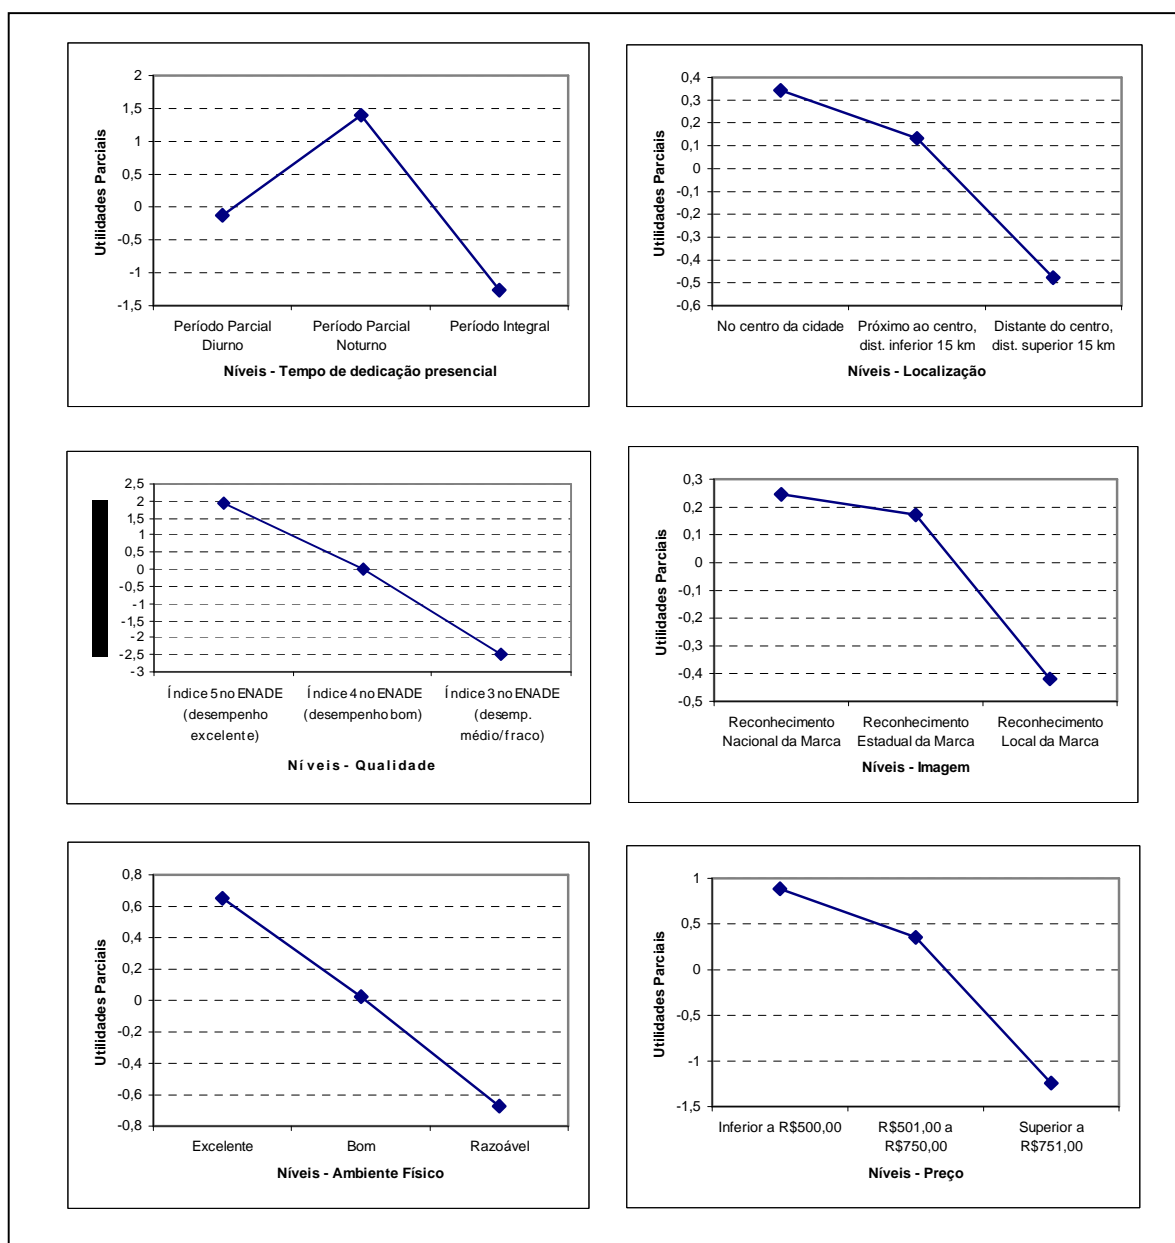 2
1,5
1
0,5
0
-0,5
-1
-1,5
Utilidades Parciais
Período Parcial Período Parcial Período Integral
Diurno Noturno
Níveis - Tempo de dedicação presencial
0,4
0,3
0,2
0,1
0
-0,1
-0,2
-0,3
-0,4
-0,5
-0,6
Utilidades Parciais
No centro da cidade Próximo ao centro, Distante do centro,
dist. inferior 15 km dist. superior 15 km
Níveis - Localização
2,5
2
1,5
1
0,5
0
-0,5
-1
-1,5
-2
-2,5
-3
Índice 5 no ENADE Índice 4 no ENADE Índice 3 no ENADE
(desempenho (desempenho bom) (desemp.
excelente) médio/fraco)
Níveis - Qualidade
0,3
0,2
0,1
0
-0,1
-0,2
-0,3
-0,4
-0,5
Utilidades Parciais
Reconhecimento Reconhecimento Reconhecimento
Nacional da Marca Estadual da Marca Local da Marca
Níveis - Imagem
0,8
0,6
0,4
0,2
0
-0,2
-0,4
-0,6
-0,8
Utilidades Parciais
Excelente Bom Razoável
Níveis - Ambiente Físico
1
0,5
0
-0,5
-1
-1,5
Utilidades Parciais
Inferior a R$500,00 R$501,00 a Superior a
R$750,00 R$751,00
Níveis - Preço